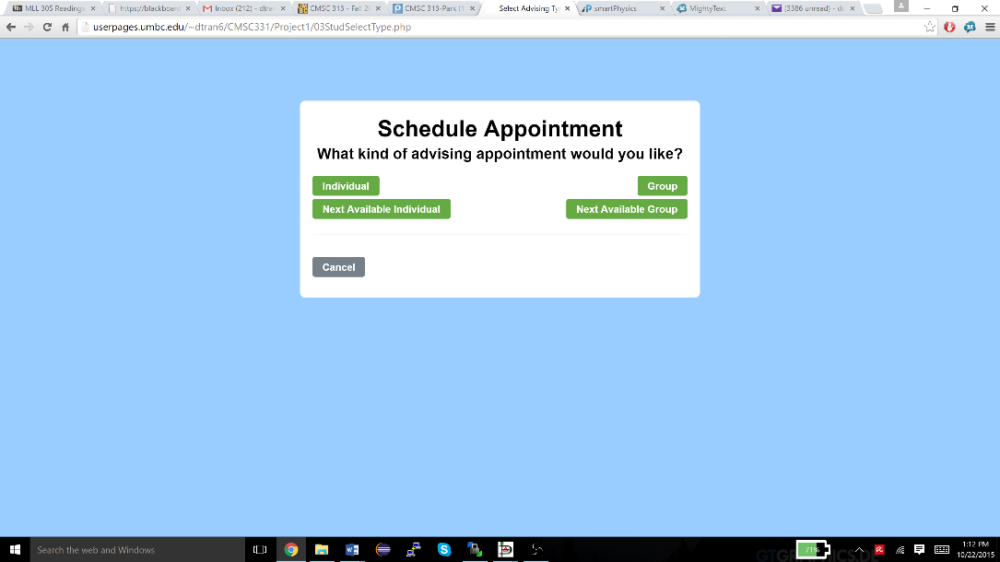 MLL 305 Readings
https://blackboard
Inbox (212) - dtran
CMSC 313 - Fall 2
CMSC 313-Park (1
Select Advising Ty
smartPhysics
MightyText
(3386 unread) - d
userpages.umbc.edu/~dtran6/CMSC331/Project1/03StudSelectType.php
Schedule Appointment
What kind of advising appointment would you like?
Individual
Group
Next Available Individual
Next Available Group
Cancel
Search the web and Windows
71%
1:12 PM
10/22/2015